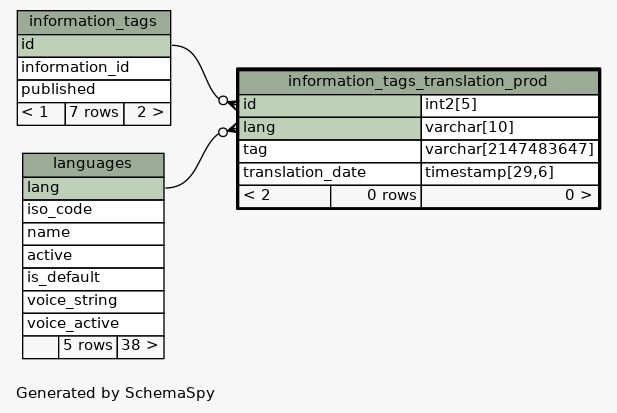 information_tags
id
information_id
published
< 1 7 rows 2 >
information_tags_translation_prod
id int2[5]
lang varchar[10]
tag varchar[2147483647]
translation_date timestamp[29,6]
< 2 0 rows 0 >
languages
lang
iso_code
name
active
is_default
voice_string
voice_active
5 rows 38 >
Generated by SchemaSpy